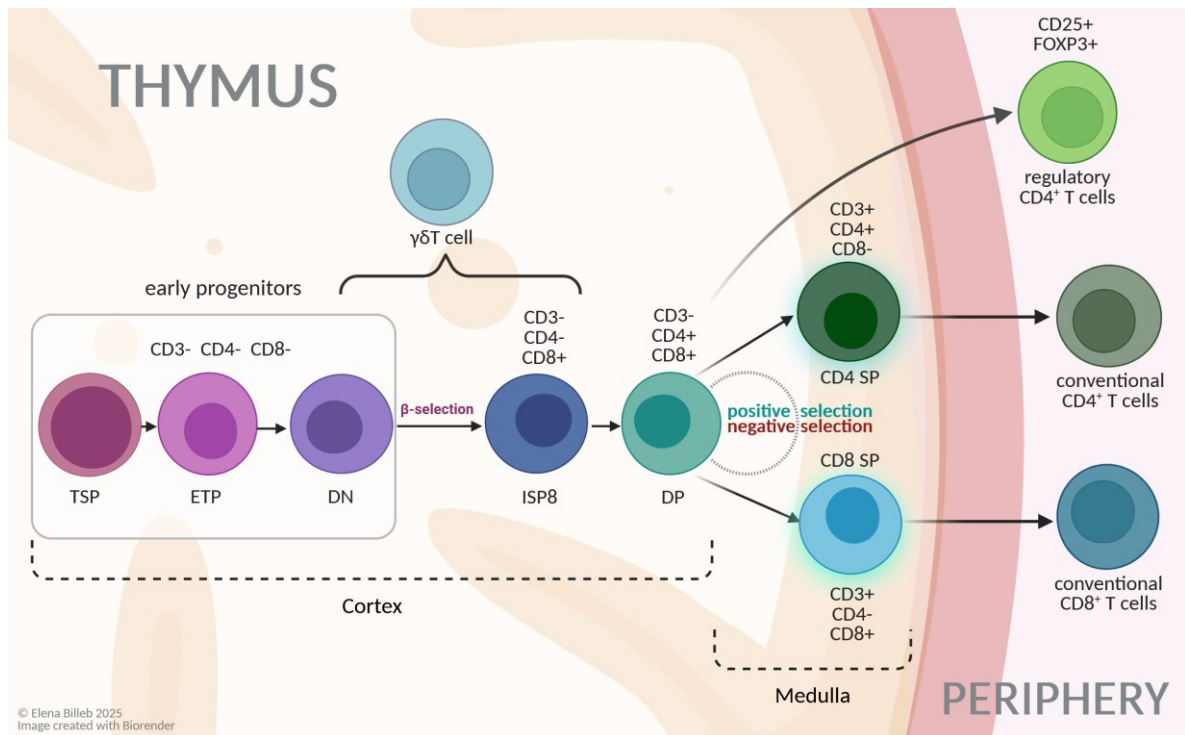 THYMUS
CD25+
FOXP3+
regulatory
CD4⁺ T cells
γδT cell
early progenitors
CD3- CD4- CD8-
TSP
ETP
DN
β-selection
CD3-
CD4-
CD8+
ISP8
CD3-
CD4+
CD8+
DP
CD3+
CD4+
CD8-
CD4 SP
positive selection
negative selection
CD8 SP
CD3+
CD4-
CD8+
conventional
CD4⁺ T cells
conventional
CD8⁺ T cells
Cortex
Medulla
PERIPHERY
© Elena Billeb 2025
Image created with Biorender